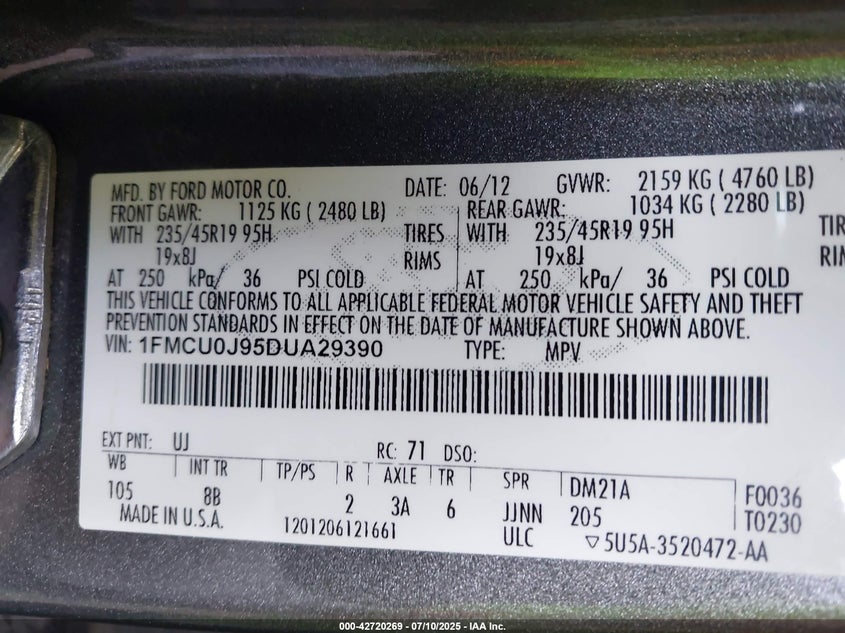 MFD. BY FORD MOTOR CO. DATE: 06/12 GVWR: 2159 KG ( 4760 LB)
FRONT GAWR: 1125 KG ( 2480 LB) REAR GAWR: 1034 KG ( 2280 LB)
WITH 235/45R19 95H TIRES WITH 235/45R19 95H TIR
19x8J RIMS 19x8J RIM
AT 250 kPa/ 36 PSI COLD AT 250 kPa/ 36 PSI COLD
THIS VEHICLE CONFORMS TO ALL APPLICABLE FEDERAL MOTOR VEHICLE SAFETY AND THEFT
PREVENTION STANDARDS IN EFFECT ON THE DATE OF MANUFACTURE SHOWN ABOVE.
VIN: 1FMCU0J95DUA29390 TYPE: MPV
EXT PNT: UJ RC: 71 DSO:
WB INT TR TP/PS R AXLE TR SPR DM21A F0036
105 8B 2 3A 6 JJNN 205 T0230
MADE IN U.S.A. 1201206121661 ULC ▽5U5A-3520472-AA
000-42720269 - 07/10/2025 - IAA Inc.